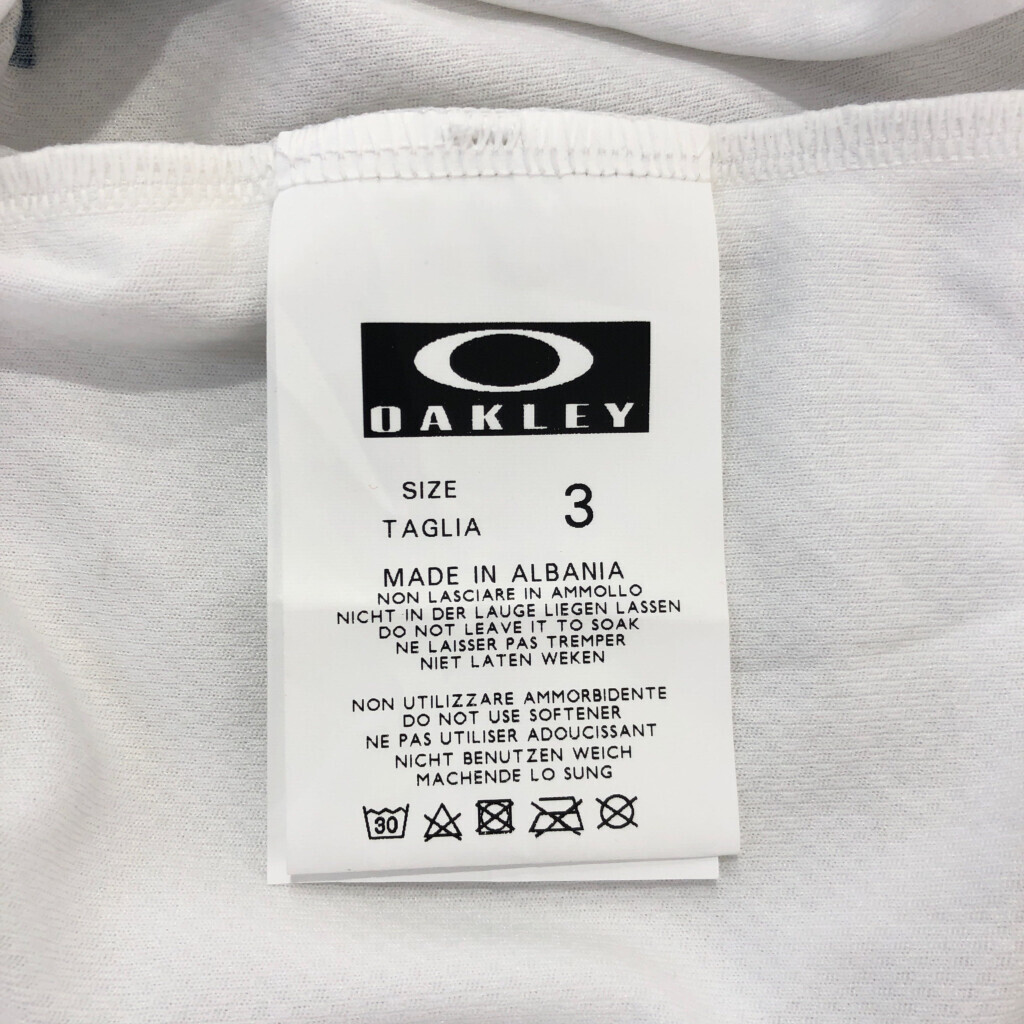 OAKLEY
SIZE
TAGLIA
3
MADE IN ALBANIA
NON LASCIARE IN AMMOLLO
NICHT IN DER LAUGE LIEGEN LASSEN
DO NOT LEAVE IT TO SOAK
NE LAISSER PAS TREMPER
NIET LATEN WEKEN
NON UTILIZZARE AMMORBIDENTE
DO NOT USE SOFTENER
NE PAS UTILISER ADOUCISSANT
NICHT BENUTZEN WEICH
MACHENDE LO SUNG
30